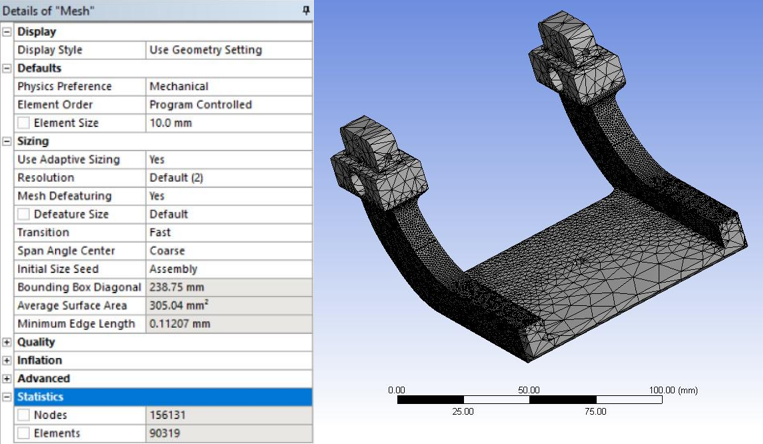 Details of "Mesh"
Display
Display Style Use Geometry Setting
Defaults
Physics Preference Mechanical
Element Order Program Controlled
Element Size 10.0 mm
Sizing
Use Adaptive Sizing Yes
Resolution Default (2)
Mesh Defeaturing Yes
Defeature Size Default
Transition Fast
Span Angle Center Coarse
Initial Size Seed Assembly
Bounding Box Diagonal 238.75 mm
Average Surface Area 305.04 mm²
Minimum Edge Length 0.11207 mm
Quality
Inflation
Advanced
Statistics
Nodes 156131
Elements 90319
0.00 50.00 100.00 (mm)
25.00 75.00